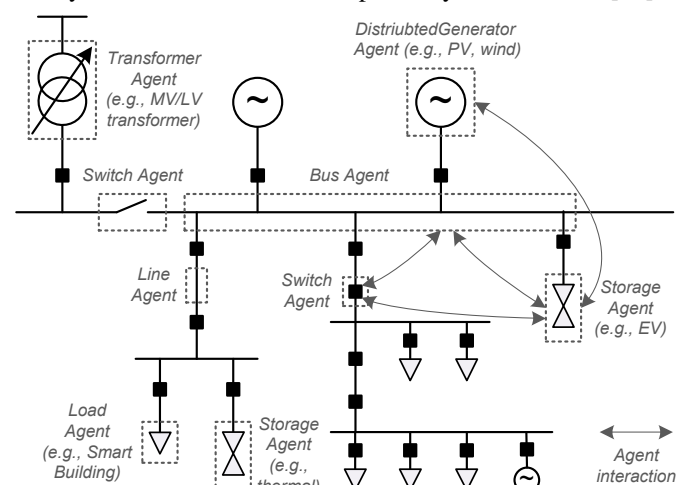 DistriubtedGenerator
Agent (e.g., PV, wind)
Transformer
Agent
(e.g., MV/LV
transformer)
~
~
Switch Agent
Bus Agent
Line
Agent
Switch
Agent
Storage
Agent
(e.g., EV)
Load
Agent
(e.g., Smart
Building)
Storage
Agent
(e.g.,
thermal)
~
Agent
interaction